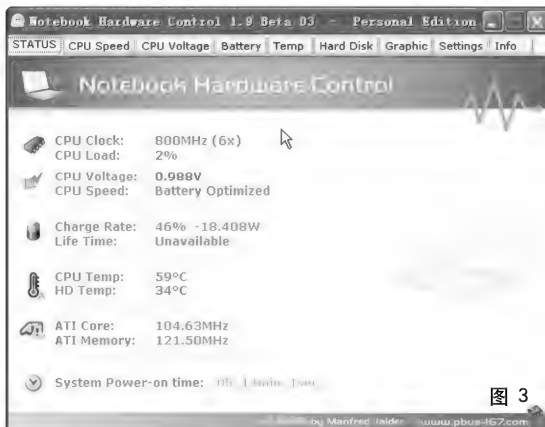 Notebook Hardware Control 1.9 Beta 03 - Personal Edition
STATUS CPU Speed CPU Voltage Battery Temp Hard Disk Graphic Settings Info
Notebook Hardware Control
CPU Clock: 800MHz (6x)
CPU Load: 2%
CPU Voltage: 0.988V
CPU Speed: Battery Optimized
Charge Rate: 46% -18.408W
Life Time: Unavailable
CPU Temp: 59°C
HD Temp: 34°C
ATI Core: 104.63MHz
ATI Memory: 121.50MHz
System Power-on time:
图 3
by Manfred Jaider www.pbus-167.com